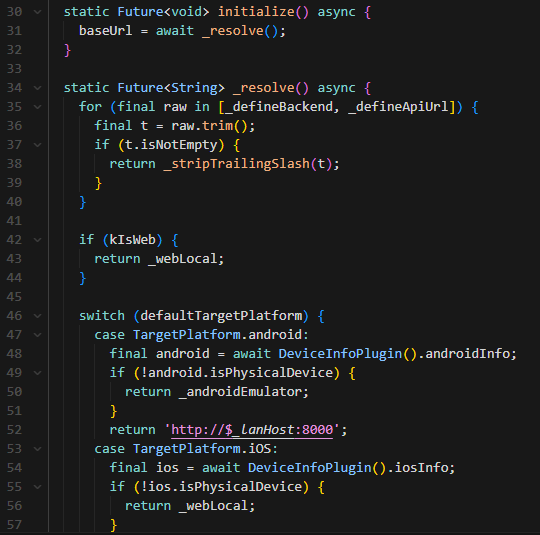 30 static Future<void> initialize() async {
31 baseUrl = await _resolve();
32 }
33
34 static Future<String> _resolve() async {
35 for (final raw in [_defineBackend, _defineApiUrl]) {
36 final t = raw.trim();
37 if (t.isNotEmpty) {
38 return _stripTrailingSlash(t);
39 }
40 }
41
42 if (kIsWeb) {
43 return _webLocal;
44 }
45
46 switch (defaultTargetPlatform) {
47 case TargetPlatform.android:
48 final android = await DeviceInfoPlugin().androidInfo;
49 if (!android.isPhysicalDevice) {
50 return _androidEmulator;
51 }
52 return 'http://$_lanHost:8000';
53 case TargetPlatform.iOS:
54 final ios = await DeviceInfoPlugin().iosInfo;
55 if (!ios.isPhysicalDevice) {
56 return _webLocal;
57 }